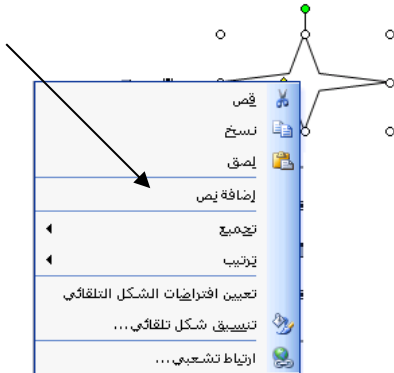 قص
نسخ
لصق
إضافة نص
تجميع
ترتيب
تعيين افتراضات الشكل التلقائي
تنسيق شكل تلقائي...
ارتباط تشعبي...